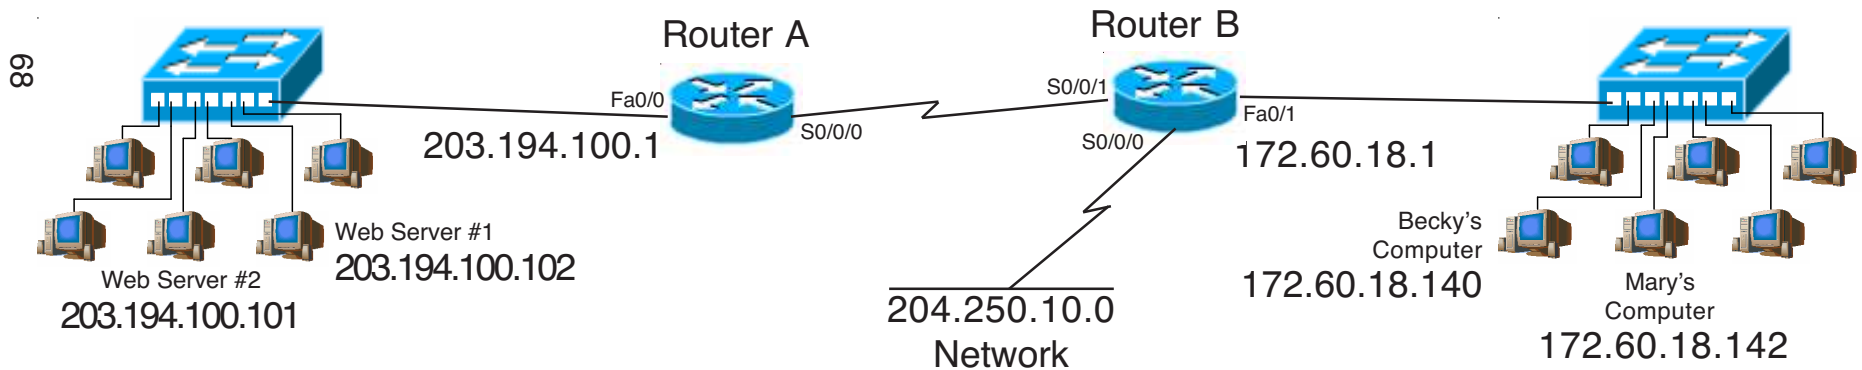 68
Router A
Fa0/0
S0/0/0
203.194.100.1
Router B
S0/0/1
S0/0/0
Fa0/1
172.60.18.1
Web Server #1
203.194.100.102
Web Server #2
203.194.100.101
204.250.10.0
Network
Becky's
Computer
172.60.18.140
Mary's
Computer
172.60.18.142